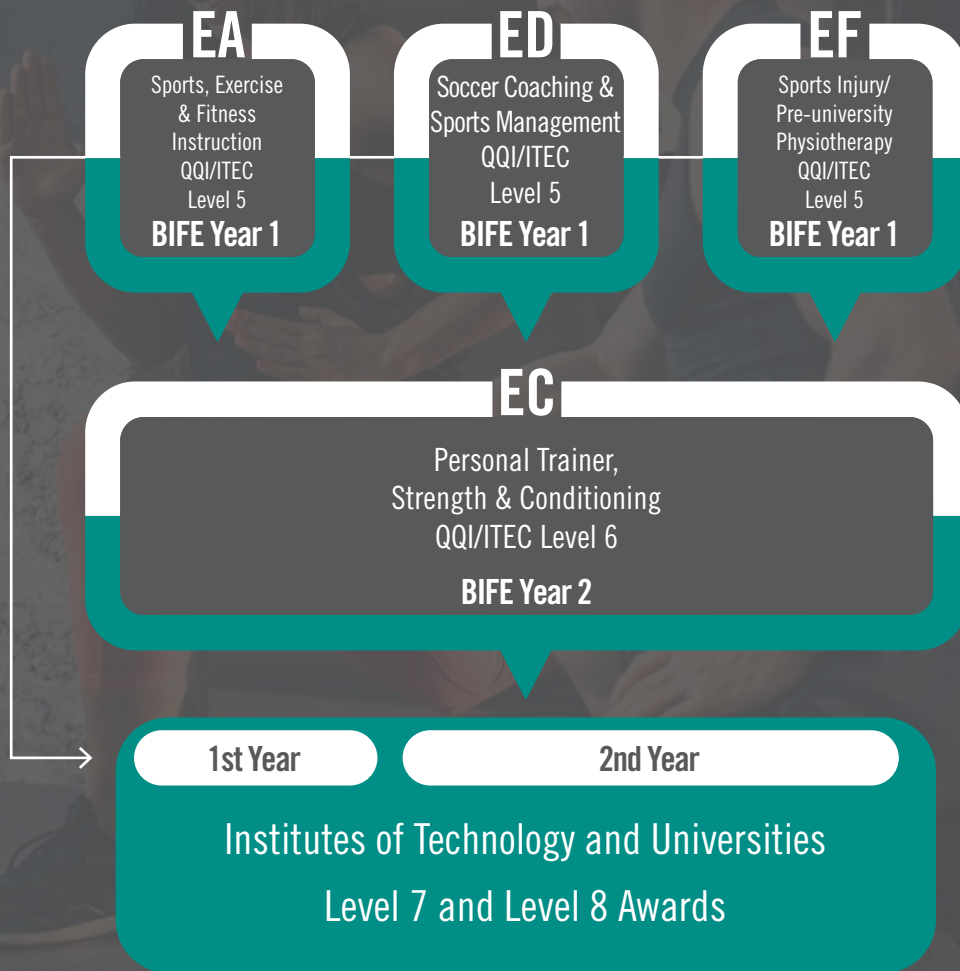 EA
Sports, Exercise
& Fitness
Instruction
QQI/ITEC
Level 5
BIFE Year 1
ED
Soccer Coaching &
Sports Management
QQI/ITEC
Level 5
BIFE Year 1
EF
Sports Injury/
Pre-university
Physiotherapy
QQI/ITEC
Level 5
BIFE Year 1
EC
Personal Trainer,
Strength & Conditioning
QQI/ITEC Level 6
BIFE Year 2
1st Year
2nd Year
Institutes of Technology and Universities
Level 7 and Level 8 Awards